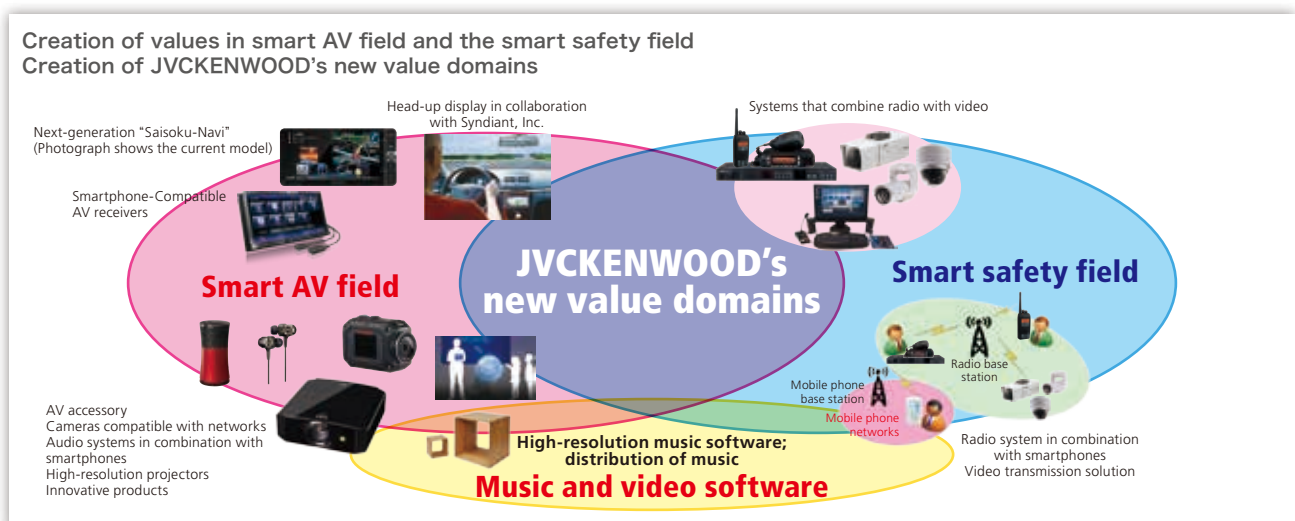 Creation of values in smart AV field and the smart safety field
Creation of JVCKENWOOD's new value domains
Head-up display in collaboration
with Syndiant, Inc.
Systems that combine radio with video
Next-generation “Saisoku-Navi”
(Photograph shows the current model)
Smartphone-Compatible
AV receivers
Smart AV field
JVCKENWOOD's
new value domains
Smart safety field
Radio base
station
Mobile phone
base station
Mobile phone
networks
AV accessory
Cameras compatible with networks
Audio systems in combination with
smartphones
High-resolution projectors
Innovative products
High-resolution music software;
distribution of music
Music and video software
Radio system in combination
with smartphones
Video transmission solution